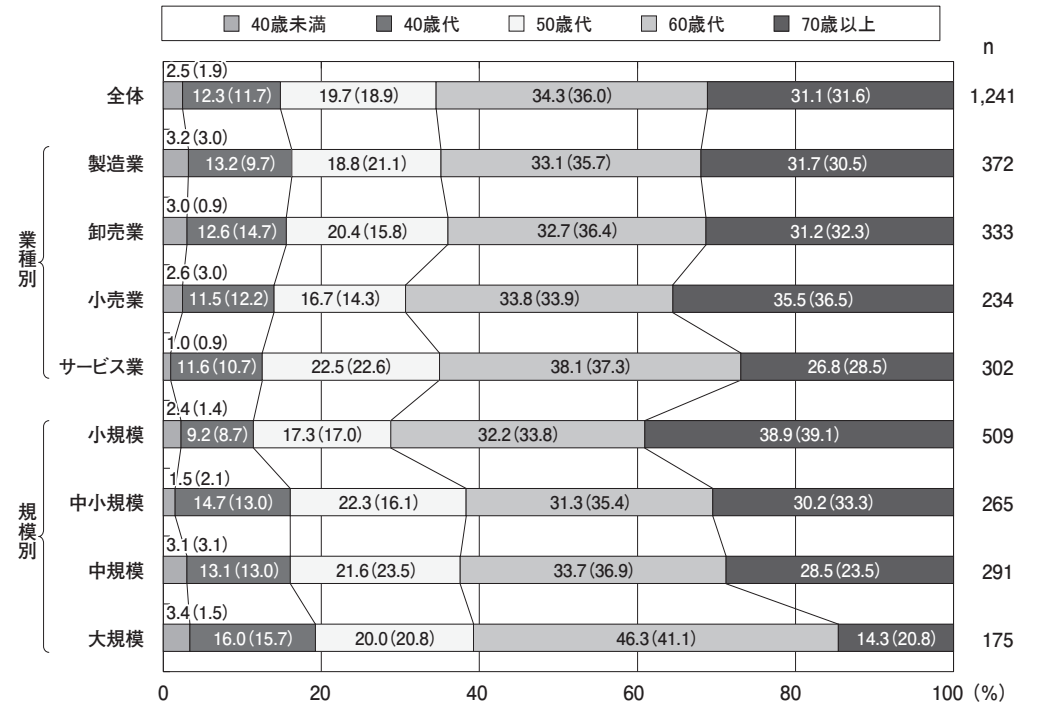 40歳未満 40歳代 50歳代 60歳代 70歳以上
n
2.5(1.9)
全体 12.3(11.7) 19.7(18.9) 34.3(36.0) 31.1(31.6) 1,241
業種別
3.2(3.0)
製造業 13.2(9.7) 18.8(21.1) 33.1(35.7) 31.7(30.5) 372
3.0(0.9)
卸売業 12.6(14.7) 20.4(15.8) 32.7(36.4) 31.2(32.3) 333
2.6(3.0)
小売業 11.5(12.2) 16.7(14.3) 33.8(33.9) 35.5(36.5) 234
1.0(0.9)
サービス業 11.6(10.7) 22.5(22.6) 38.1(37.3) 26.8(28.5) 302
規模別
2.4(1.4)
小規模 9.2(8.7) 17.3(17.0) 32.2(33.8) 38.9(39.1) 509
1.5(2.1)
中小規模 14.7(13.0) 22.3(16.1) 31.3(35.4) 30.2(33.3) 265
3.1(3.1)
中規模 13.1(13.0) 21.6(23.5) 33.7(36.9) 28.5(23.5) 291
3.4(1.5)
大規模 16.0(15.7) 20.0(20.8) 46.3(41.1) 14.3(20.8) 175
0 20 40 60 80 100 (%)